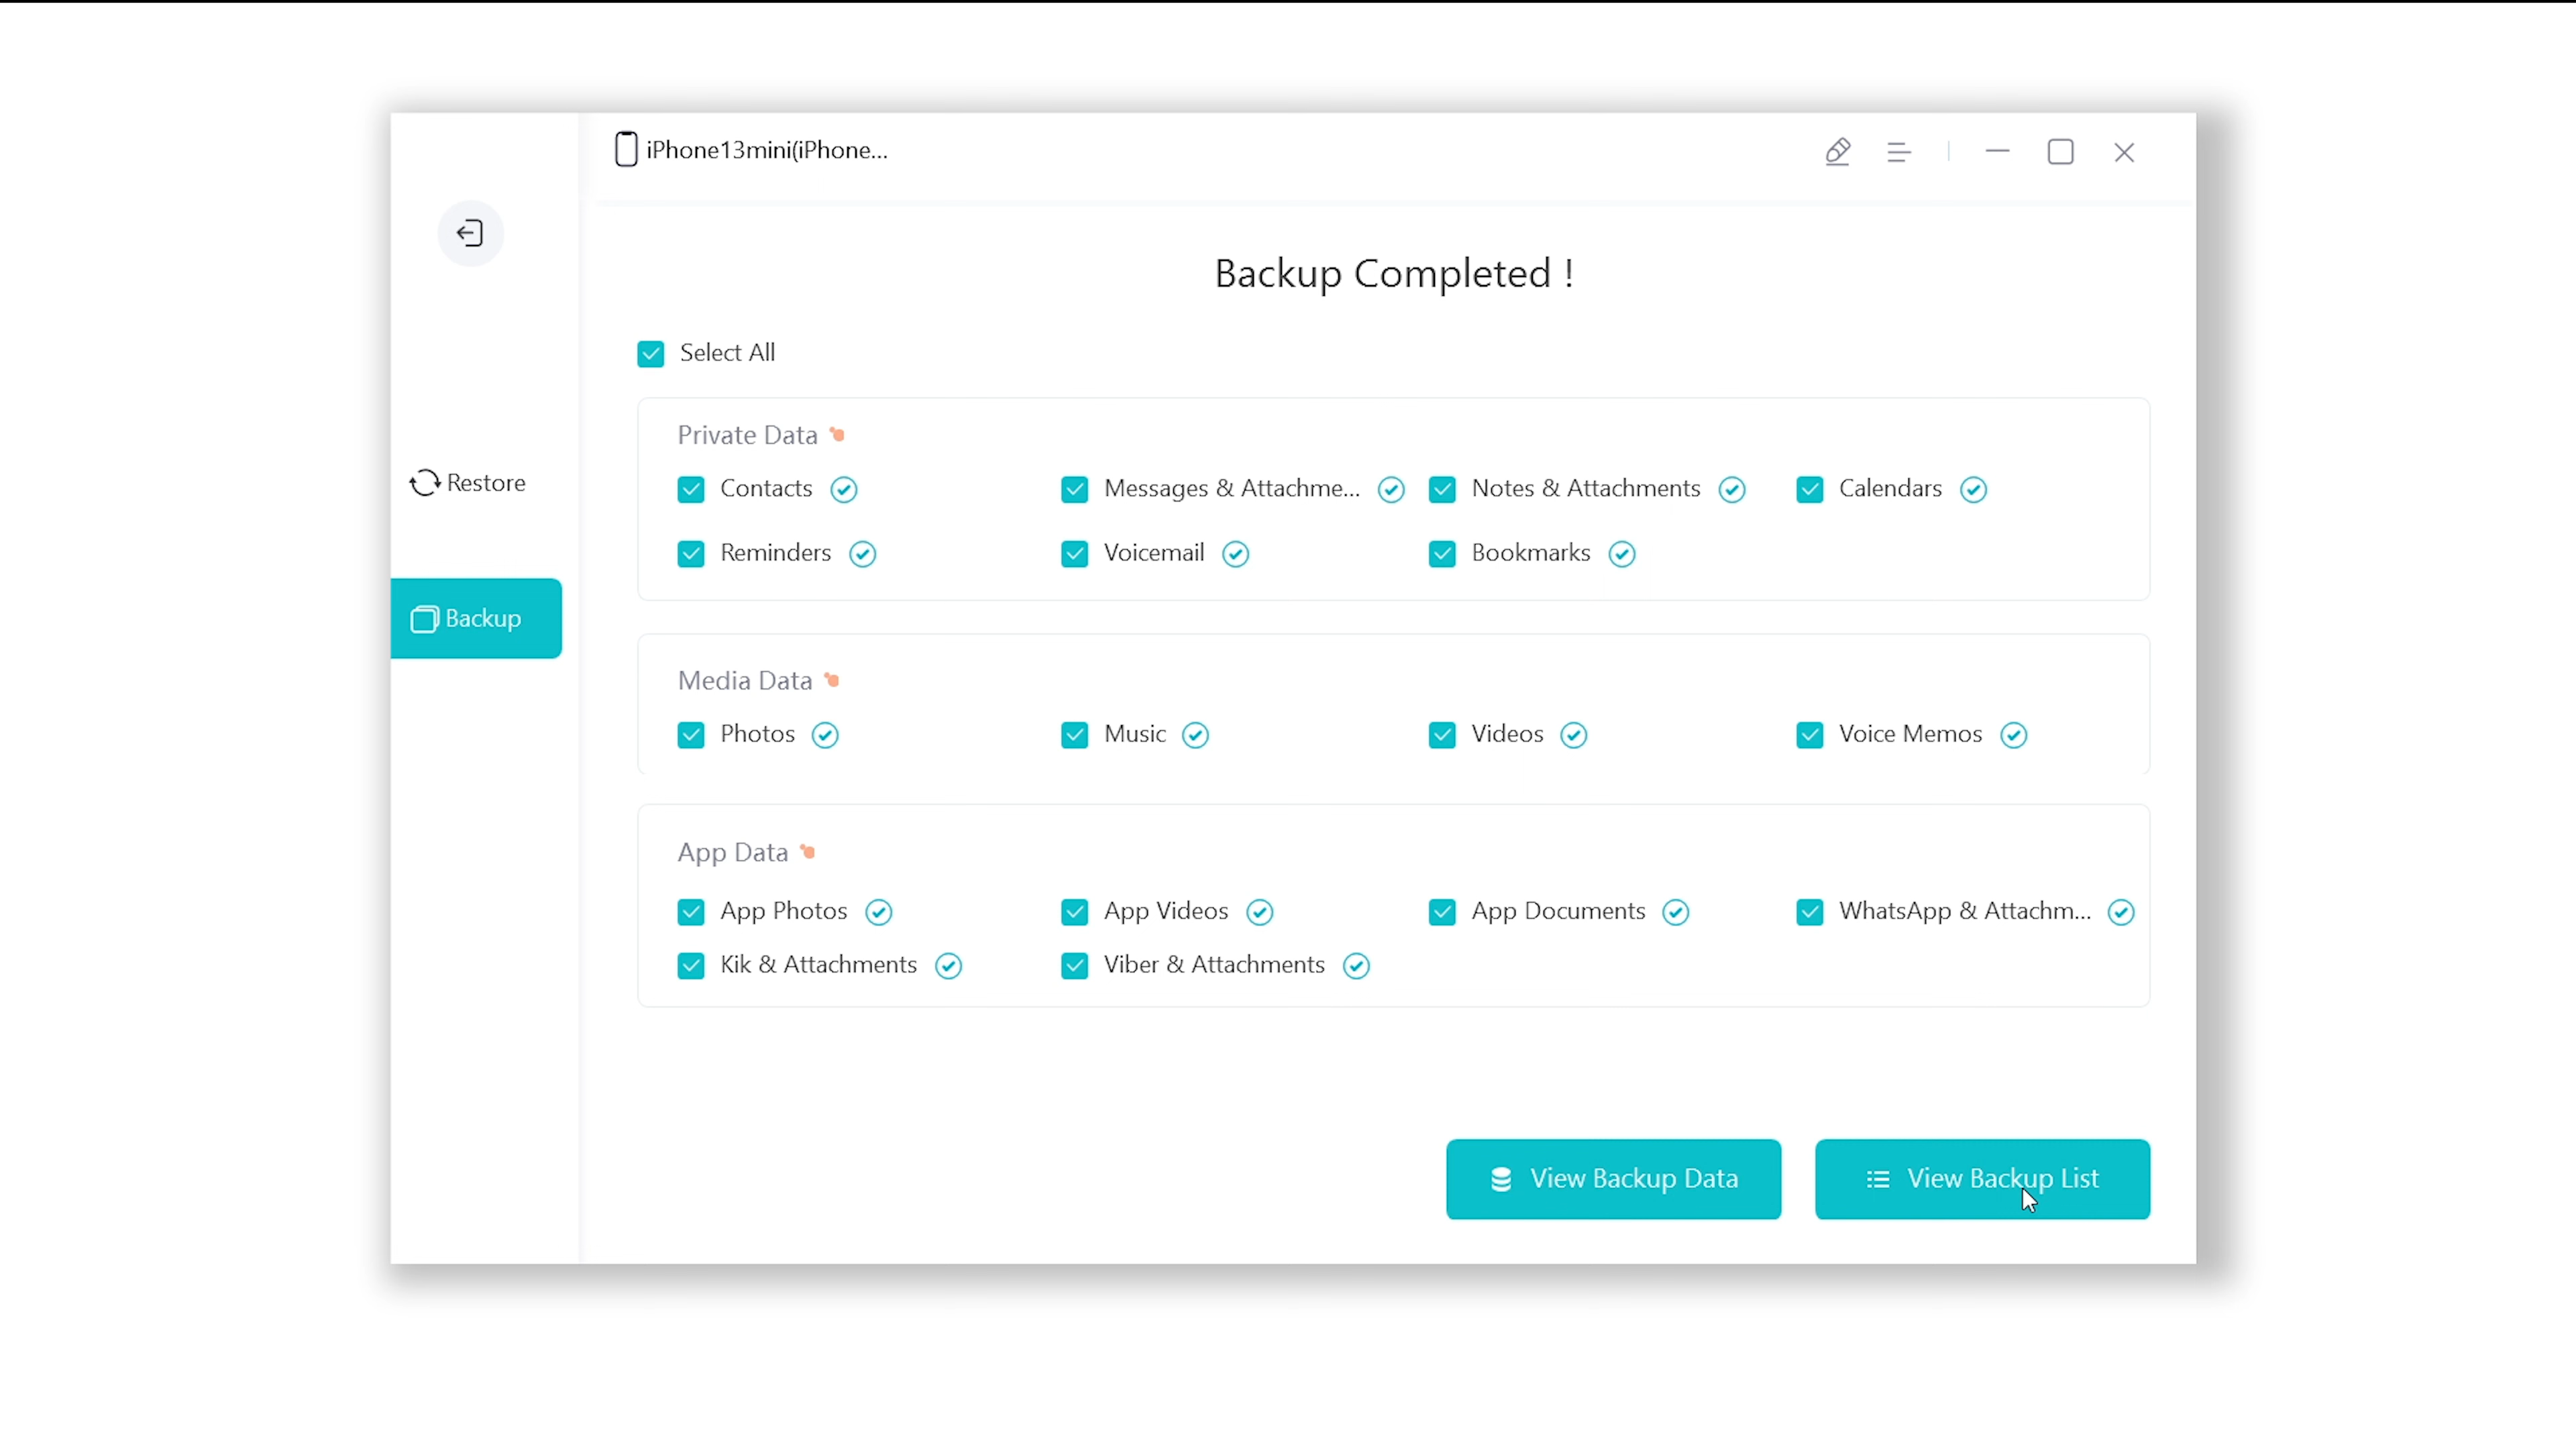 iPhone13mini(iPhone...
Backup Completed !
Select All
Restore
Backup
Private Data
Contacts
Messages & Attachme...
Notes & Attachments
Calendars
Reminders
Voicemail
Bookmarks
Media Data
Photos
Music
Videos
Voice Memos
App Data
App Photos
App Videos
App Documents
WhatsApp & Attachm...
Kik & Attachments
Viber & Attachments
View Backup Data
View Backup List